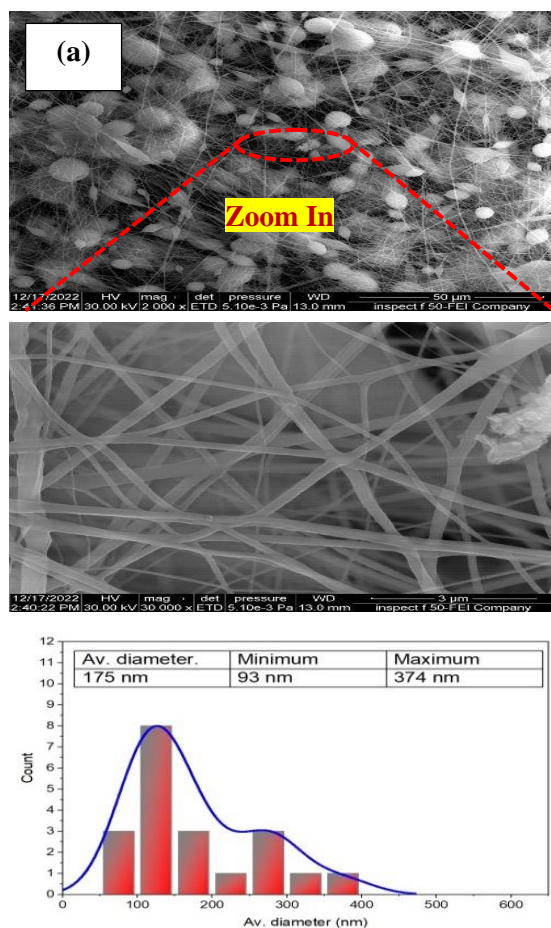 (a)
Zoom In
12/17/2022 HV mag det pressure WD 50 µm
2:41:36 PM 30.00 kV 2 000 x ETD 5.10e-3 Pa 13.0 mm inspect f 50-FEI Company
12/17/2022 HV mag det pressure WD 3 µm
2:40:22 PM 30.00 kV 30 000 x ETD 5.10e-3 Pa 13.0 mm inspect f 50-FEI Company
Av. diameter. Minimum Maximum
175 nm 93 nm 374 nm
12
11
10
9
8
7
6
5
4
3
2
1
0
Count
0 100 200 300 400 500 600
Av. diameter (nm)